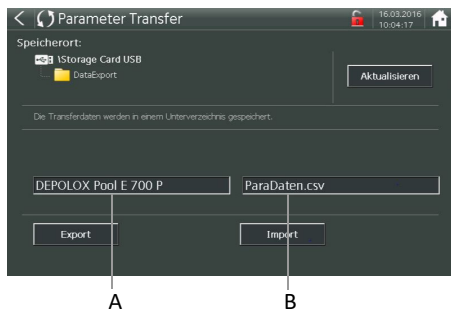 Parameter Transfer
16.03.2016
10:04:17
Speicherort:
\Storage Card USB
DataExport
Aktualisieren
Die Transferdaten werden in einem Unterverzeichnis gespeichert.
DEPOLOX Pool E 700 P
ParaDaten.csv
Export
Import
A
B